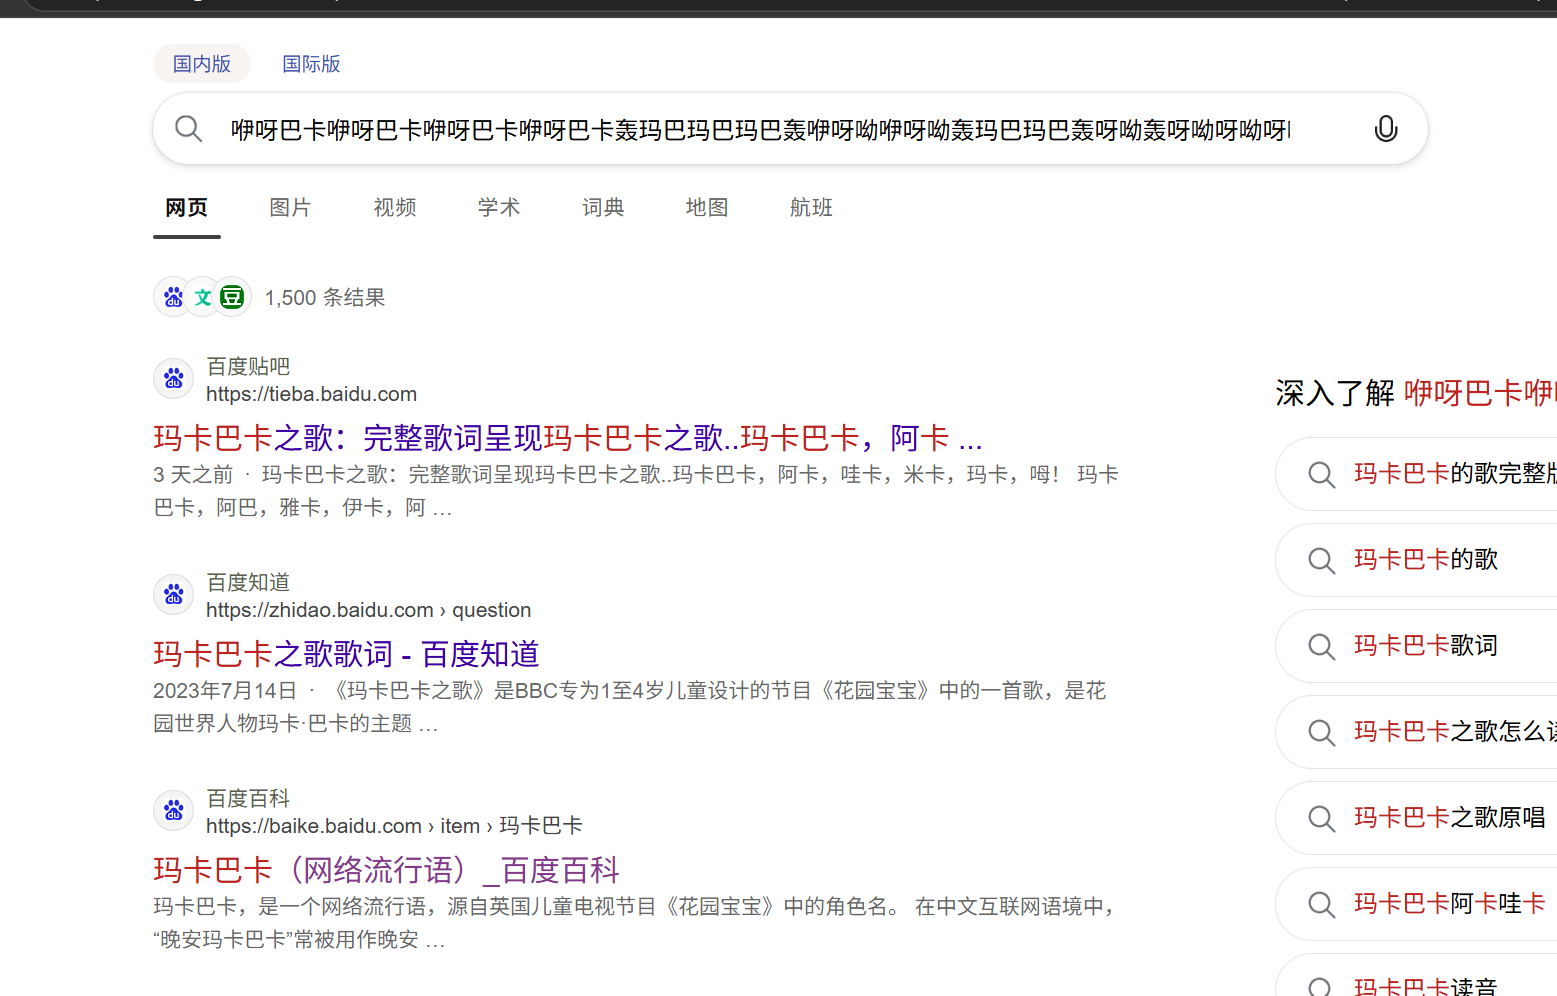 国内版 国际版
咿呀巴卡咿呀巴卡咿呀巴卡咿呀巴卡轰玛巴玛巴玛巴轰咿呀呦咿呀呦轰玛巴玛巴轰呀呦轰呀呦呀呦呀
网页 图片 视频 学术 词典 地图 航班
文 豆 1,500 条结果
百度贴吧
https://tieba.baidu.com
玛卡巴卡之歌：完整歌词呈现玛卡巴卡之歌..玛卡巴卡，阿卡 ...
3 天之前 · 玛卡巴卡之歌：完整歌词呈现玛卡巴卡之歌..玛卡巴卡，阿卡，哇卡，米卡，玛卡，呣！ 玛卡
巴卡，阿巴，雅卡，伊卡，阿 …
百度知道
https://zhidao.baidu.com › question
玛卡巴卡之歌歌词 - 百度知道
2023年7月14日 · 《玛卡巴卡之歌》是BBC专为1至4岁儿童设计的节目《花园宝宝》中的一首歌，是花
园世界人物玛卡·巴卡的主题 …
百度百科
https://baike.baidu.com › item › 玛卡巴卡
玛卡巴卡（网络流行语）_百度百科
玛卡巴卡，是一个网络流行语，源自英国儿童电视节目《花园宝宝》中的角色名。 在中文互联网语境中，
“晚安玛卡巴卡”常被用作晚安 …
深入了解 咿呀巴卡咿
玛卡巴卡的歌完整版
玛卡巴卡的歌
玛卡巴卡歌词
玛卡巴卡之歌怎么读
玛卡巴卡之歌原唱
玛卡巴卡阿卡哇卡
玛卡巴卡读音